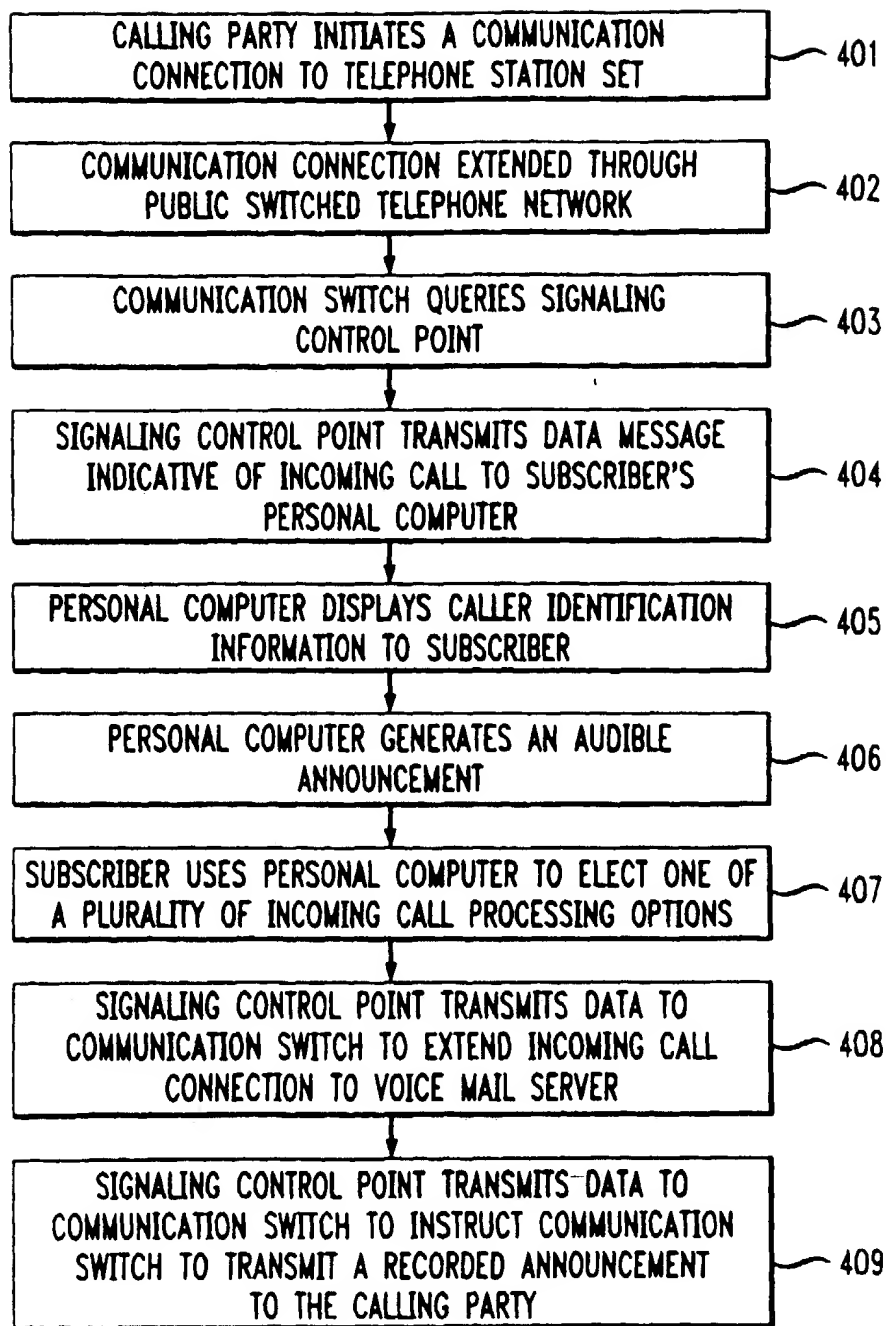 CALLING PARTY INITIATES A COMMUNICATION
CONNECTION TO TELEPHONE STATION SET
401
COMMUNICATION CONNECTION EXTENDED THROUGH
PUBLIC SWITCHED TELEPHONE NETWORK
402
COMMUNICATION SWITCH QUERIES SIGNALING
CONTROL POINT
403
SIGNALING CONTROL POINT TRANSMITS DATA MESSAGE
INDICATIVE OF INCOMING CALL TO SUBSCRIBER'S
PERSONAL COMPUTER
404
PERSONAL COMPUTER DISPLAYS CALLER IDENTIFICATION
INFORMATION TO SUBSCRIBER
405
PERSONAL COMPUTER GENERATES AN AUDIBLE
ANNOUNCEMENT
406
SUBSCRIBER USES PERSONAL COMPUTER TO ELECT ONE OF
A PLURALITY OF INCOMING CALL PROCESSING OPTIONS
407
SIGNALING CONTROL POINT TRANSMITS DATA TO
COMMUNICATION SWITCH TO EXTEND INCOMING CALL
CONNECTION TO VOICE MAIL SERVER
408
SIGNALING CONTROL POINT TRANSMITS DATA TO
COMMUNICATION SWITCH TO INSTRUCT COMMUNICATION
SWITCH TO TRANSMIT A RECORDED ANNOUNCEMENT
TO THE CALLING PARTY
409